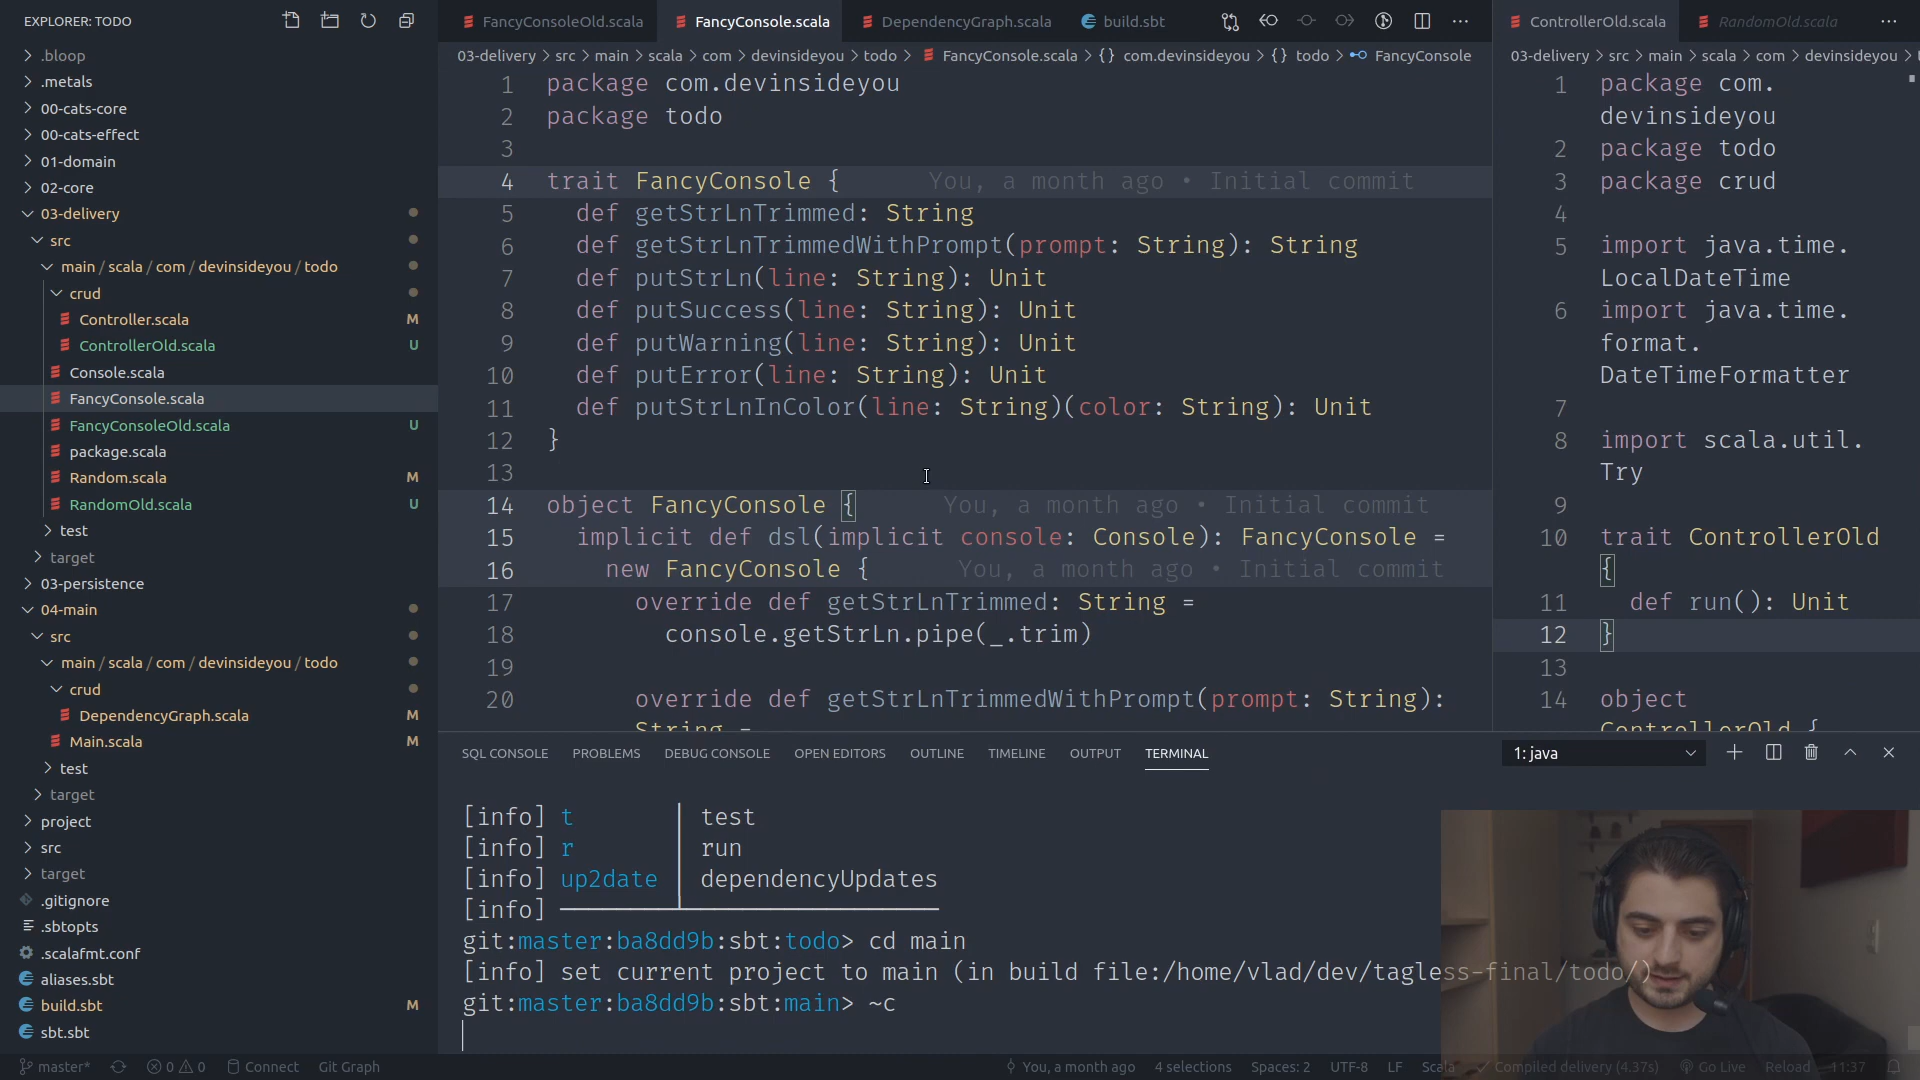 EXPLORER: TODO
.bloop
.metals
00-cats-core
00-cats-effect
01-domain
02-core
03-delivery
src
main / scala / com / devinsideyou / todo
crud
Controller.scala M
ControllerOld.scala U
Console.scala
FancyConsole.scala
FancyConsoleOld.scala U
package.scala
Random.scala M
RandomOld.scala U
test
target
03-persistence
04-main
src
main / scala / com / devinsideyou / todo
crud
DependencyGraph.scala M
Main.scala M
test
target
project
src
target
.gitignore
.sbtopts
.scalafmt.conf
aliases.sbt
build.sbt M
sbt.sbt
FancyConsoleOld.scala FancyConsole.scala DependencyGraph.scala build.sbt
03-delivery > src > main > scala > com > devinsideyou > todo > FancyConsole.scala > {} com.devinsideyou > {} todo > FancyConsole
1 package com.devinsideyou
2 package todo
3
4 trait FancyConsole { You, a month ago • Initial commit
5 def getStrLnTrimmed: String
6 def getStrLnTrimmedWithPrompt(prompt: String): String
7 def putStrLn(line: String): Unit
8 def putSuccess(line: String): Unit
9 def putWarning(line: String): Unit
10 def putError(line: String): Unit
11 def putStrLnInColor(line: String)(color: String): Unit
12 }
13
14 object FancyConsole { You, a month ago • Initial commit
15 implicit def dsl(implicit console: Console): FancyConsole =
16 new FancyConsole { You, a month ago • Initial commit
17 override def getStrLnTrimmed: String =
18 console.getStrLn.pipe(_.trim)
19
20 override def getStrLnTrimmedWithPrompt(prompt: String):
String =
ControllerOld.scala RandomOld.scala
03-delivery > src > main > scala > com > devinsideyou >
1 package com.
devinsideyou
2 package todo
3 package crud
4
5 import java.time.
LocalDateTime
6 import java.time.
format.
DateTimeFormatter
7
8 import scala.util.
Try
9
10 trait ControllerOld
{
11 def run(): Unit
12 }
13
14 object
ControllerOld {
SQL CONSOLE PROBLEMS DEBUG CONSOLE OPEN EDITORS OUTLINE TIMELINE OUTPUT TERMINAL 1: java
[info] t | test
[info] r | run
[info] up2date | dependencyUpdates
[info]
git:master:ba8dd9b:sbt:todo> cd main
[info] set current project to main (in build file:/home/vlad/dev/tagless-final/todo/)
git:master:ba8dd9b:sbt:main> ~c
master* 0 0 Connect Git Graph You, a month ago 4 selections Spaces: 2 UTF-8 LF Scala Compiled delivery (4.37s) Go Live Reload 11:37